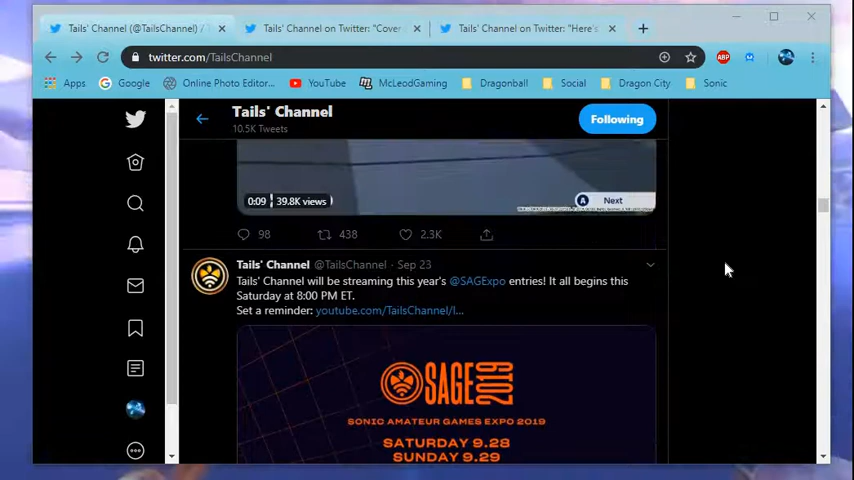 Tails' Channel (@TailsChannel) /
Tails' Channel on Twitter: "Cover
Tails' Channel on Twitter: "Here's
twitter.com/TailsChannel
ABP
Apps
Google
Online Photo Editor...
YouTube
McLeodGaming
Dragonball
Social
Dragon City
Sonic
Tails' Channel
10.5K Tweets
Following
0:09
39.8K views
A Next
98
438
2.3K
Tails' Channel @TailsChannel · Sep 23
Tails' Channel will be streaming this year's @SAGExpo entries! It all begins this
Saturday at 8:00 PM ET.
Set a reminder: youtube.com/TailsChannel/l...
SAGE 2019
SONIC AMATEUR GAMES EXPO 2019
SATURDAY 9.28
SUNDAY 9.29